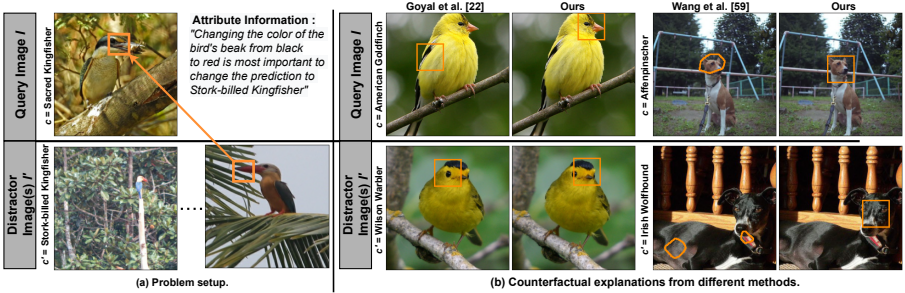 Query Image I
c = Sacred Kingfisher
Attribute Information :
"Changing the color of the
bird's beak from black
to red is most important to
change the prediction to
Stork-billed Kingfisher"
Distractor
Image(s) I'
c' = Stork-billed Kingfisher
....
(a) Problem setup.
Goyal et al. [22]
Ours
Wang et al. [59]
Ours
Query Image I
c = American Goldfinch
c = Affenpinscher
Distractor
Image(s) I'
c' = Wilson Warbler
c' = Irish Wolfhound
(b) Counterfactual explanations from different methods.